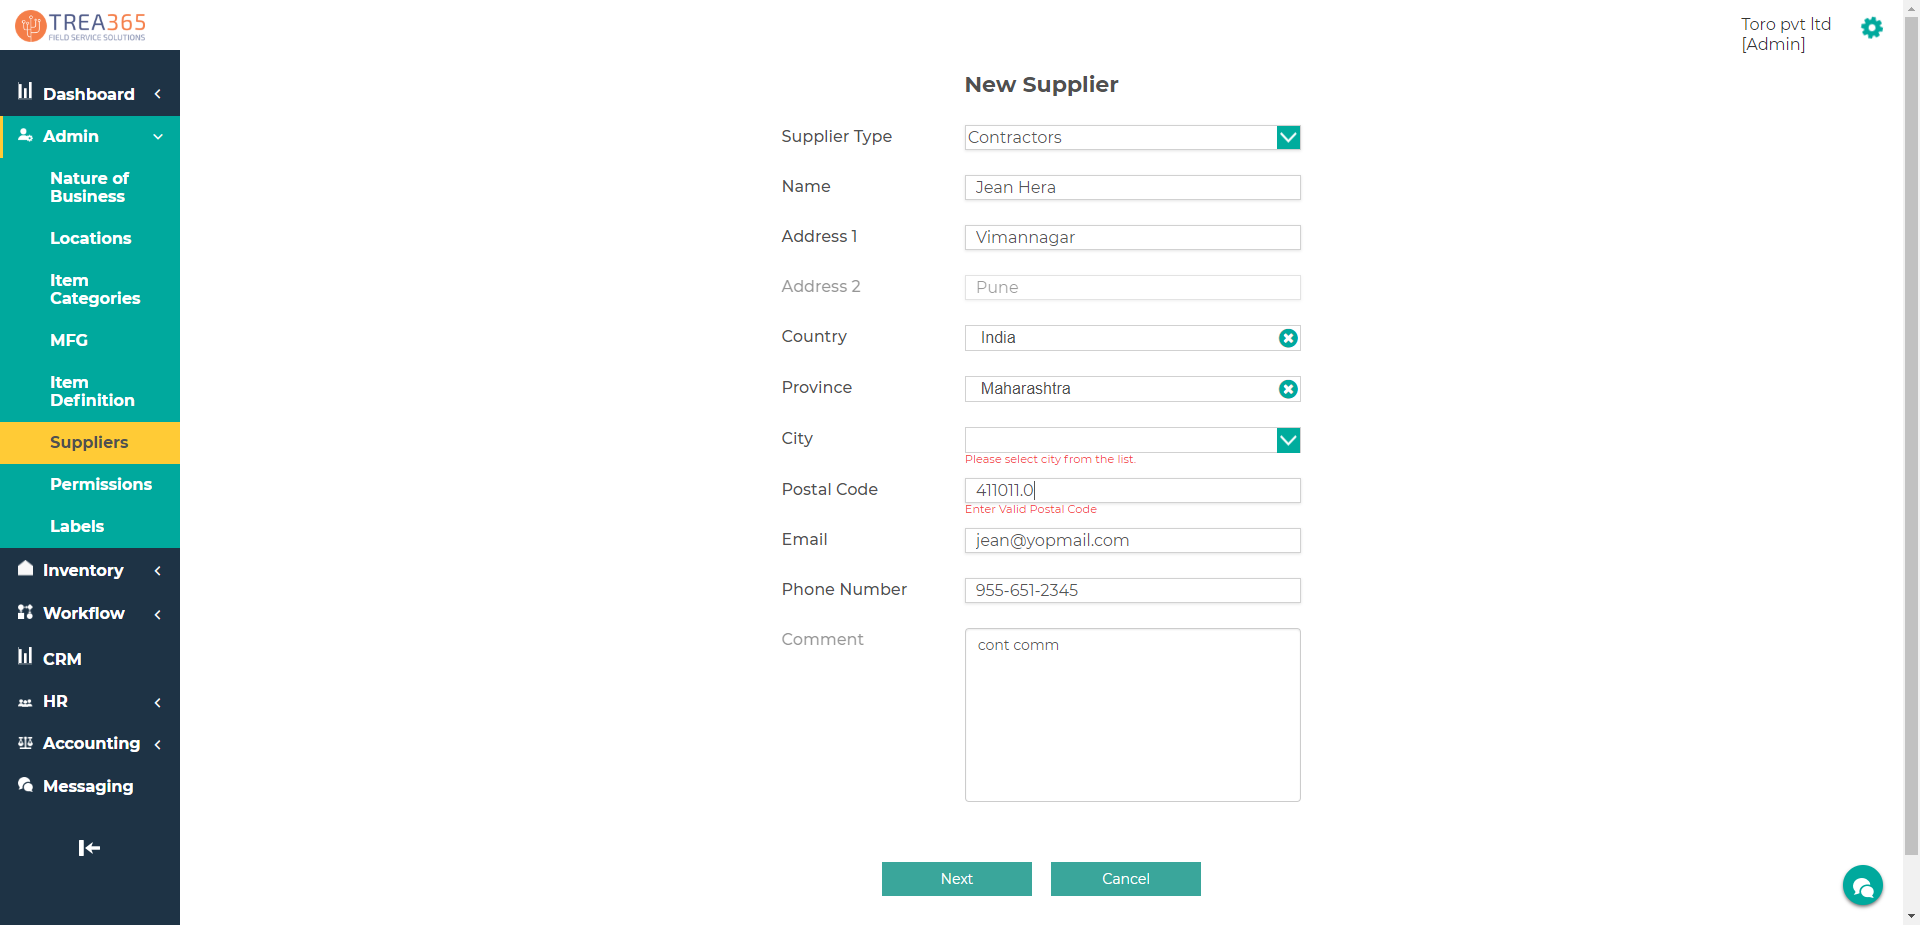 TREA365
FIELD SERVICE SOLUTIONS
Toro pvt ltd
[Admin]
Dashboard
Admin
Nature of
Business
Locations
Item
Categories
MFG
Item
Definition
Suppliers
Permissions
Labels
Inventory
Workflow
CRM
HR
Accounting
Messaging
New Supplier
Supplier Type Contractors
Name Jean Hera
Address 1 Vimannagar
Address 2 Pune
Country India
Province Maharashtra
City
Please select city from the list.
Postal Code 411011.0
Enter Valid Postal Code
Email jean@yopmail.com
Phone Number 955-651-2345
Comment cont comm
Next Cancel